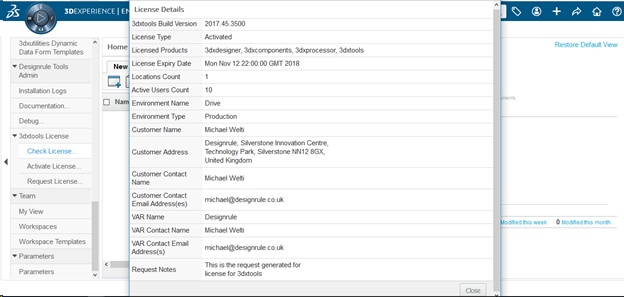 3DEXPERIENCE | EN
3dxutilities Dynamic
Data Form Templates
Designrule Tools
Admin
Installation Logs
Documentation...
Debug...
3dxtools License
Check License...
Activate License...
Request License...
Team
My View
Workspaces
Workspace Templates
Parameters
Parameters
Home
New
Nam
License Details
3dxtools Build Version 2017.45.3500
License Type Activated
Licensed Products 3dxdesigner, 3dxcomponents, 3dxprocessor, 3dxtools
License Expiry Date Mon Nov 12 22:00:00 GMT 2018
Locations Count 1
Active Users Count 10
Environment Name Drive
Environment Type Production
Customer Name Michael Welti
Customer Address Designrule, Silverstone Innovation Centre,
Technology Park, Silverstone NN12 8GX,
United Kingdom
Customer Contact
Name Michael Welti
Customer Contact
Email Address(es) michael@designrule.co.uk
VAR Name Designrule
VAR Contact Name Michael Welti
VAR Contact Email
Address(s) michael@designrule.co.uk
Request Notes This is the request generated for
license for 3dxtools
Close
Restore Default View
Modified this week 0 Modified this month